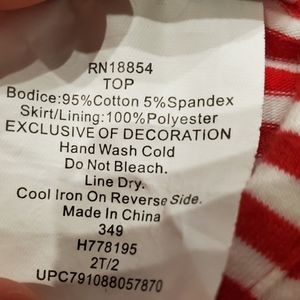 RN18854
TOP
Bodice:95%Cotton 5%Spandex
Skirt/Lining:100%Polyester
EXCLUSIVE OF DECORATION
Hand Wash Cold
Do Not Bleach.
Line Dry.
Cool Iron On Reverse Side.
Made In China
349
H778195
2T/2
UPC791088057870